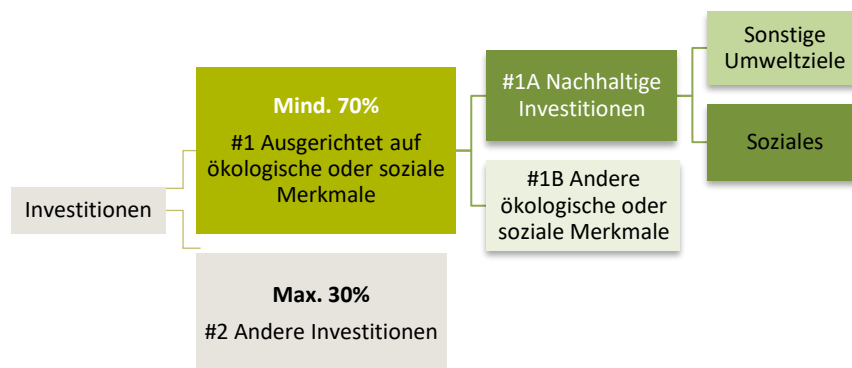 Investitionen
Mind. 70%
#1 Ausgerichtet auf
ökologische oder soziale
Merkmale
Max. 30%
#2 Andere Investitionen
#1A Nachhaltige
Investitionen
#1B Andere
ökologische oder
soziale Merkmale
Sonstige
Umweltziele
Soziales